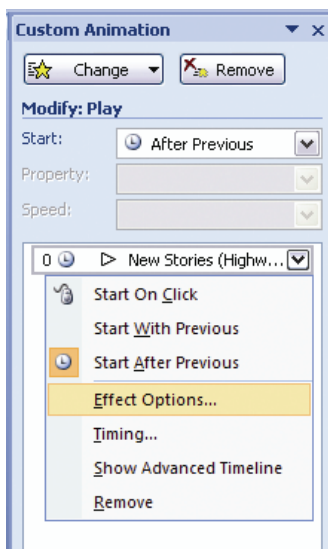 Custom Animation
Change Remove
Modify: Play
Start: After Previous
Property:
Speed:
0 New Stories (Highw...
Start On Click
Start With Previous
Start After Previous
Effect Options...
Timing...
Show Advanced Timeline
Remove